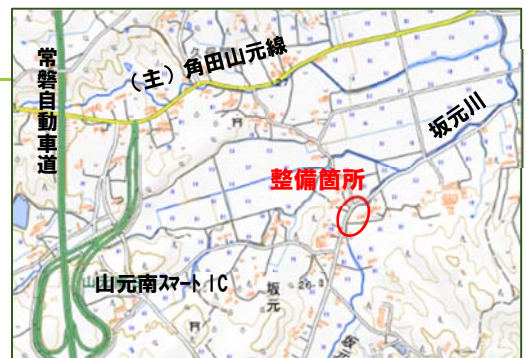 常磐自動車道
（主）角田山元線
坂元川
整備箇所
山元南スマートIC
坂元